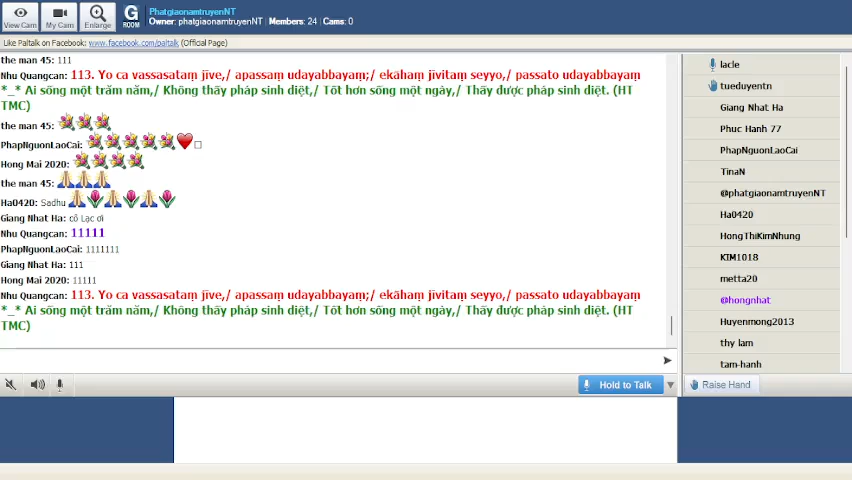 View Cam
My Cam
Enlarge
G
ROOM
PhatgiaonamtruyenNT
Owner: phatgiaonamtruyenNT | Members: 24 | Cams: 0
Like Paltalk on Facebook: www.facebook.com/paltalk (Official Page)
the man 45: 111
Nhu Quangcan: 113. Yo ca vassasataṃ jīve,/ apassaṃ udayabbayaṃ;/ ekāhaṃ jīvitaṃ seyyo,/ passato udayabbayaṃ
*_* Ai sống một trăm năm,/ Không thấy pháp sinh diệt,/ Tốt hơn sống một ngày,/ Thấy được pháp sinh diệt. (HT
TMC)
the man 45:
PhapNguonLaoCai:
Hong Mai 2020:
the man 45:
Ha0420: Sadhu
Giang Nhat Ha: cô Lạc ơi
Nhu Quangcan: 11111
PhapNguonLaoCai: 1111111
Giang Nhat Ha: 111
Hong Mai 2020: 11111
Nhu Quangcan: 113. Yo ca vassasataṃ jīve,/ apassaṃ udayabbayaṃ;/ ekāhaṃ jīvitaṃ seyyo,/ passato udayabbayaṃ
*_* Ai sống một trăm năm,/ Không thấy pháp sinh diệt,/ Tốt hơn sống một ngày,/ Thấy được pháp sinh diệt. (HT
TMC)
Hold to Talk
lacle
tueduyentn
Giang Nhat Ha
Phuc Hanh 77
PhapNguonLaoCai
TinaN
@phatgiaonamtruyenNT
Ha0420
HongThiKimNhung
KIM1018
metta20
@hongnhat
Huyenmong2013
thy lam
tam-hanh
Raise Hand